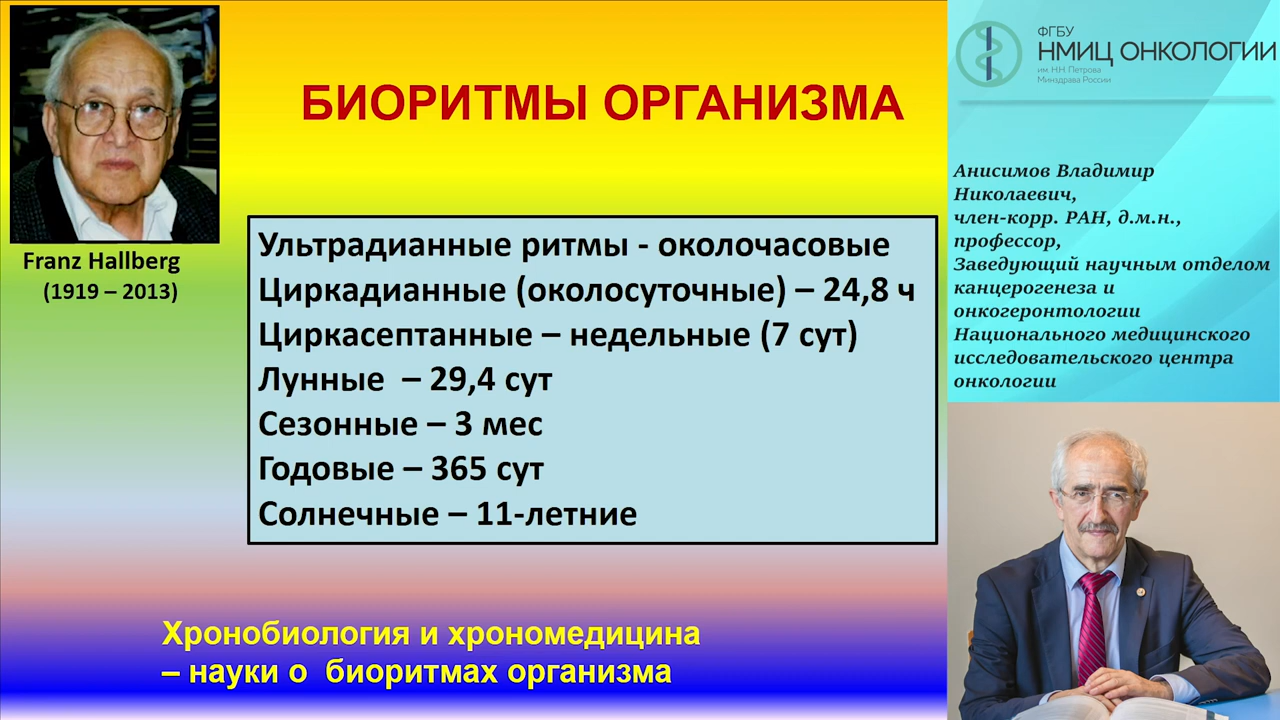 БИОРИТМЫ ОРГАНИЗМА
Franz Hallberg
(1919 – 2013)
Ультрадианные ритмы - околочасовые
Циркадианные (околосуточные) – 24,8 ч
Циркасептанные – недельные (7 сут)
Лунные – 29,4 сут
Сезонные – 3 мес
Годовые – 365 сут
Солнечные – 11-летние
Хронобиология и хрономедицина
– науки о биоритмах организма
ФГБУ
НМИЦ ОНКОЛОГИИ
им. Н.Н. Петрова
Минздрава России
Анисимов Владимир
Николаевич,
член-корр. РАН, д.м.н.,
профессор,
Заведующий научным отделом
канцерогенеза и
онкогеронтологии
Национального медицинского
исследовательского центра
онкологии